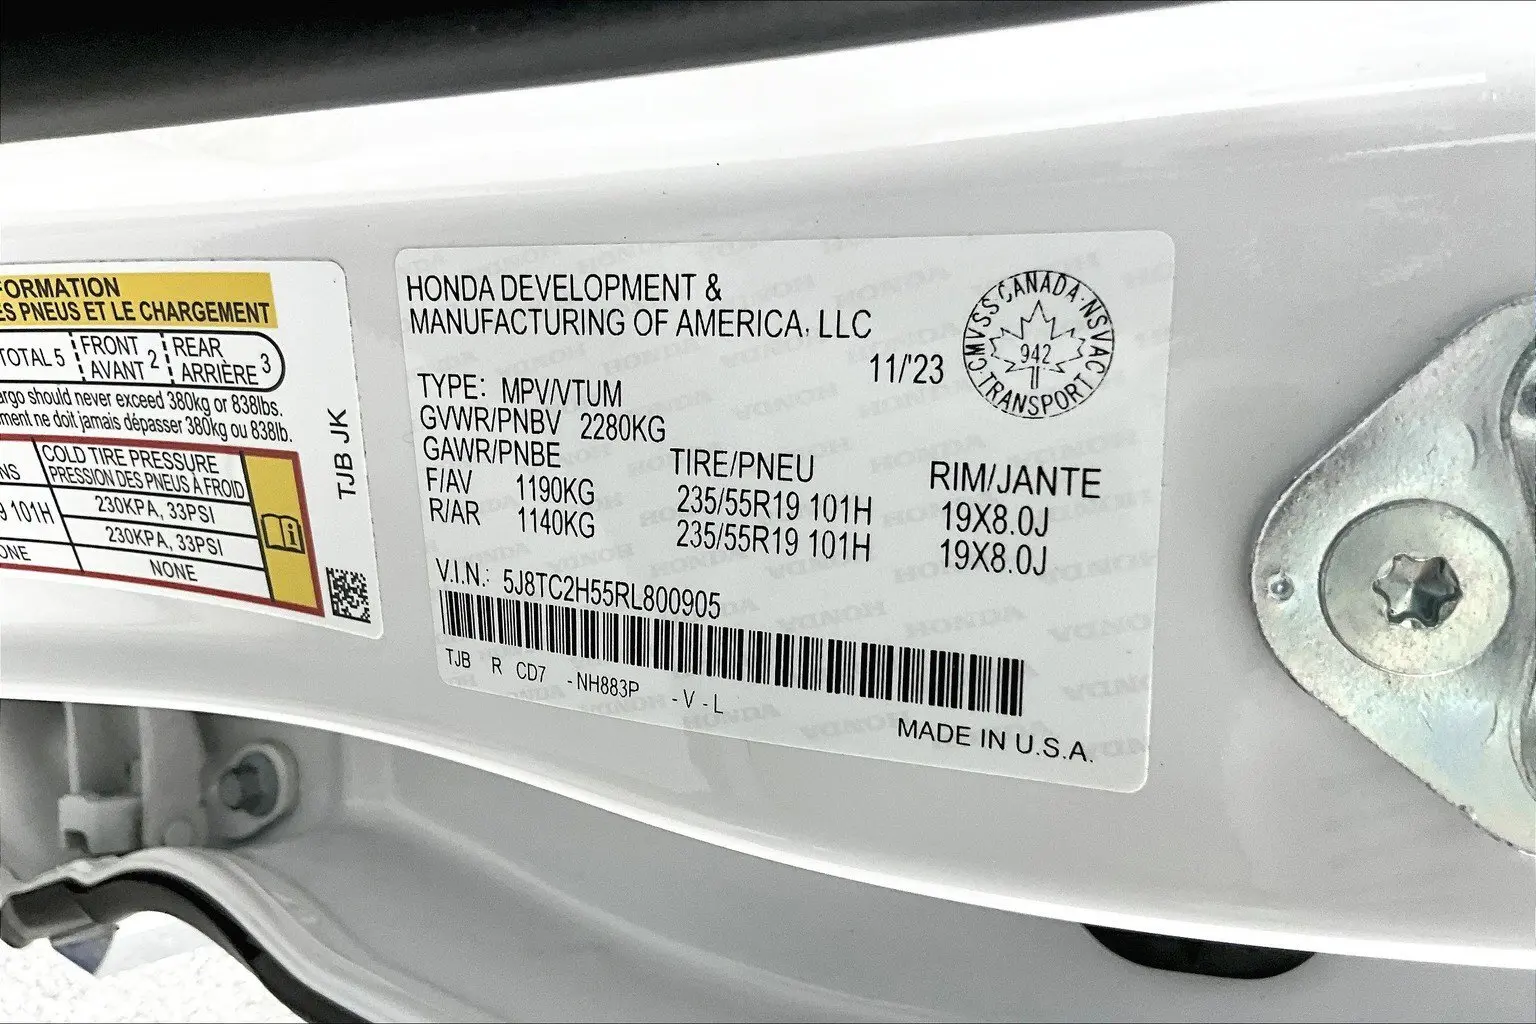 FORMATION
ES PNEUS ET LE CHARGEMENT
TOTAL 5 FRONT AVANT 2 REAR ARRIÈRE 3
argo should never exceed 380kg or 838lbs.
ment ne doit jamais dépasser 380kg ou 838lb.
NS COLD TIRE PRESSURE
PRESSION DES PNEUS À FROID
9 101H 230KPA, 33PSI
230KPA, 33PSI
ONE NONE
TJB JK
HONDA DEVELOPMENT &
MANUFACTURING OF AMERICA, LLC
11/'23
CMVSS CANADA · NSVAC
942
TRANSPORT
TYPE: MPV/VTUM
GVWR/PNBV 2280KG
GAWR/PNBE TIRE/PNEU RIM/JANTE
F/AV 1190KG 235/55R19 101H 19X8.0J
R/AR 1140KG 235/55R19 101H 19X8.0J
V.I.N.: 5J8TC2H55RL800905
TJB R CD7 -NH883P -V-L
MADE IN U.S.A.